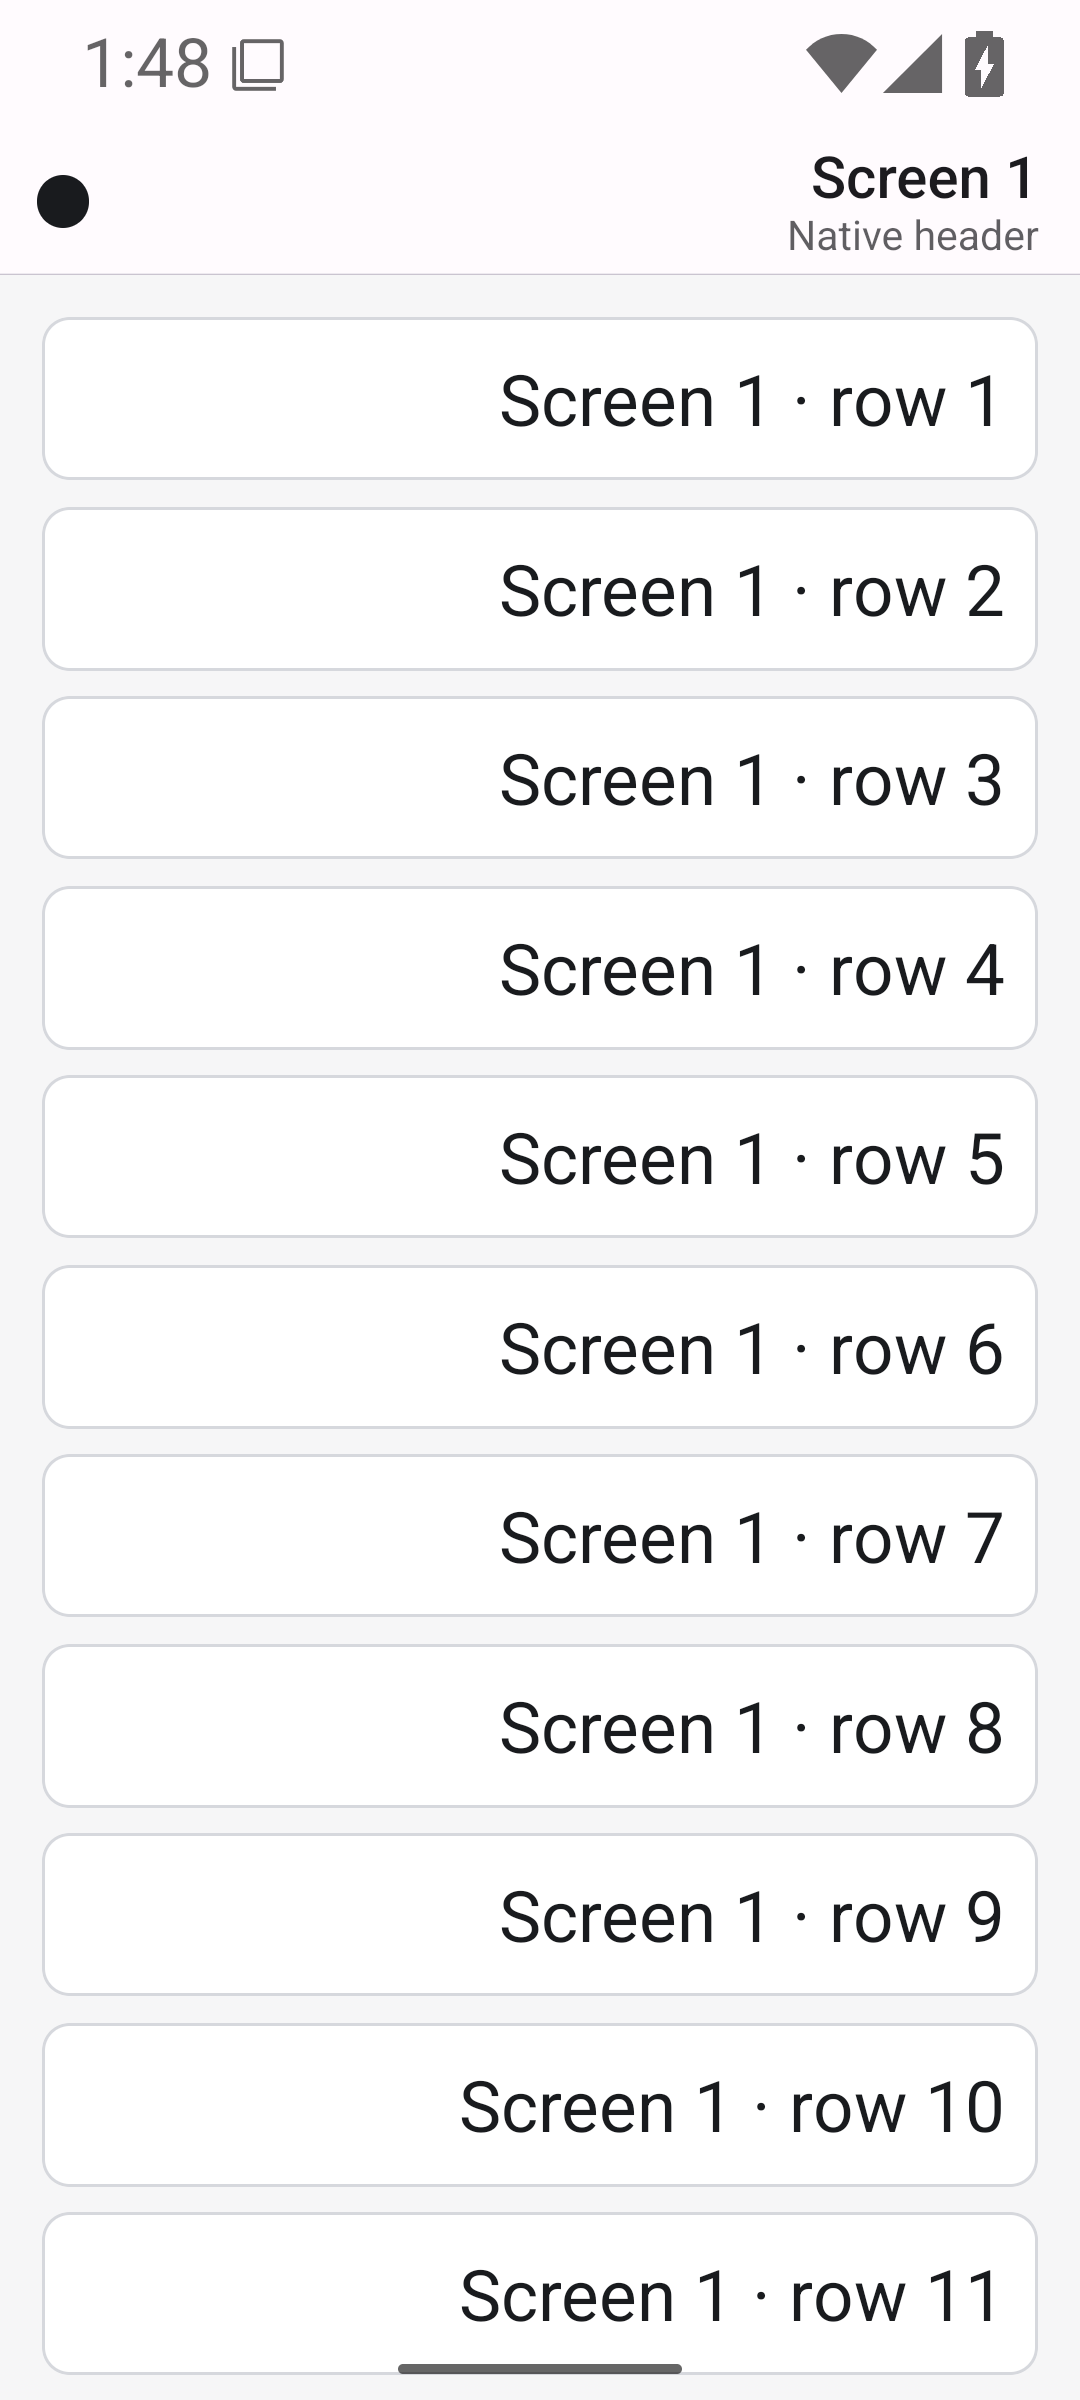 1:48
Screen 1
Native header
Screen 1 · row 1
Screen 1 · row 2
Screen 1 · row 3
Screen 1 · row 4
Screen 1 · row 5
Screen 1 · row 6
Screen 1 · row 7
Screen 1 · row 8
Screen 1 · row 9
Screen 1 · row 10
Screen 1 · row 11